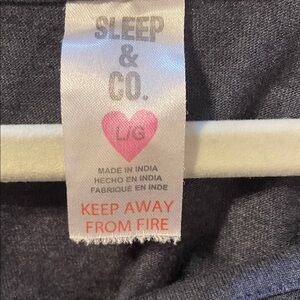 SLEEP
&
CO.
L/G
MADE IN INDIA
HECHO EN INDIA
FABRIQUÉ EN INDE
KEEP AWAY
FROM FIRE